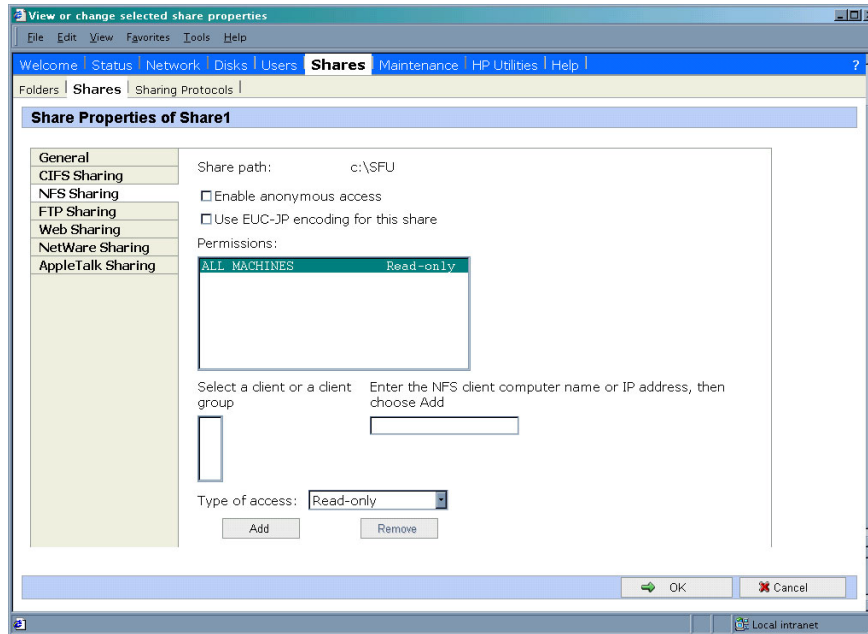 View or change selected share properties
File Edit View Favorites Tools Help
Welcome Status Network Disks Users Shares Maintenance HP Utilities Help ?
Folders Shares Sharing Protocols
Share Properties of Share1
General
CIFS Sharing
NFS Sharing
FTP Sharing
Web Sharing
NetWare Sharing
AppleTalk Sharing
Share path: c:\SFU
Enable anonymous access
Use EUC-JP encoding for this share
Permissions:
ALL MACHINES Read-only
Select a client or a client group
Enter the NFS client computer name or IP address, then choose Add
Type of access: Read-only
Add Remove
OK Cancel
Local intranet